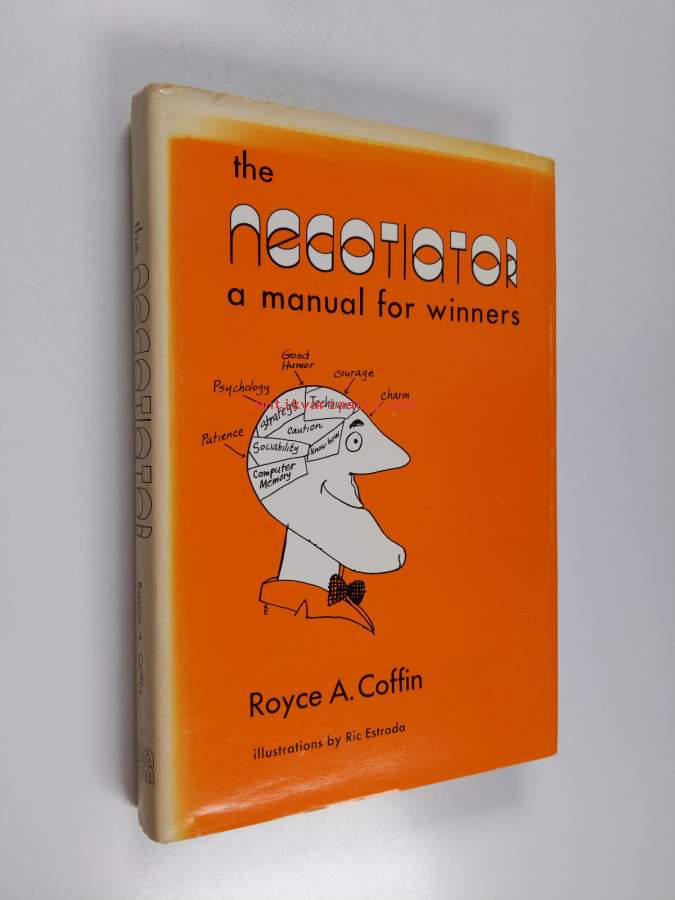 the
negotiator
a manual for winners
Good
Humor
courage
Psychology
charm
Strategy
Technique
Caution
Patience
Sociability
Know how
Computer
Memory
Royce A. Coffin
illustrations by Ric Estrada
the negotiator
Royce A Coffin